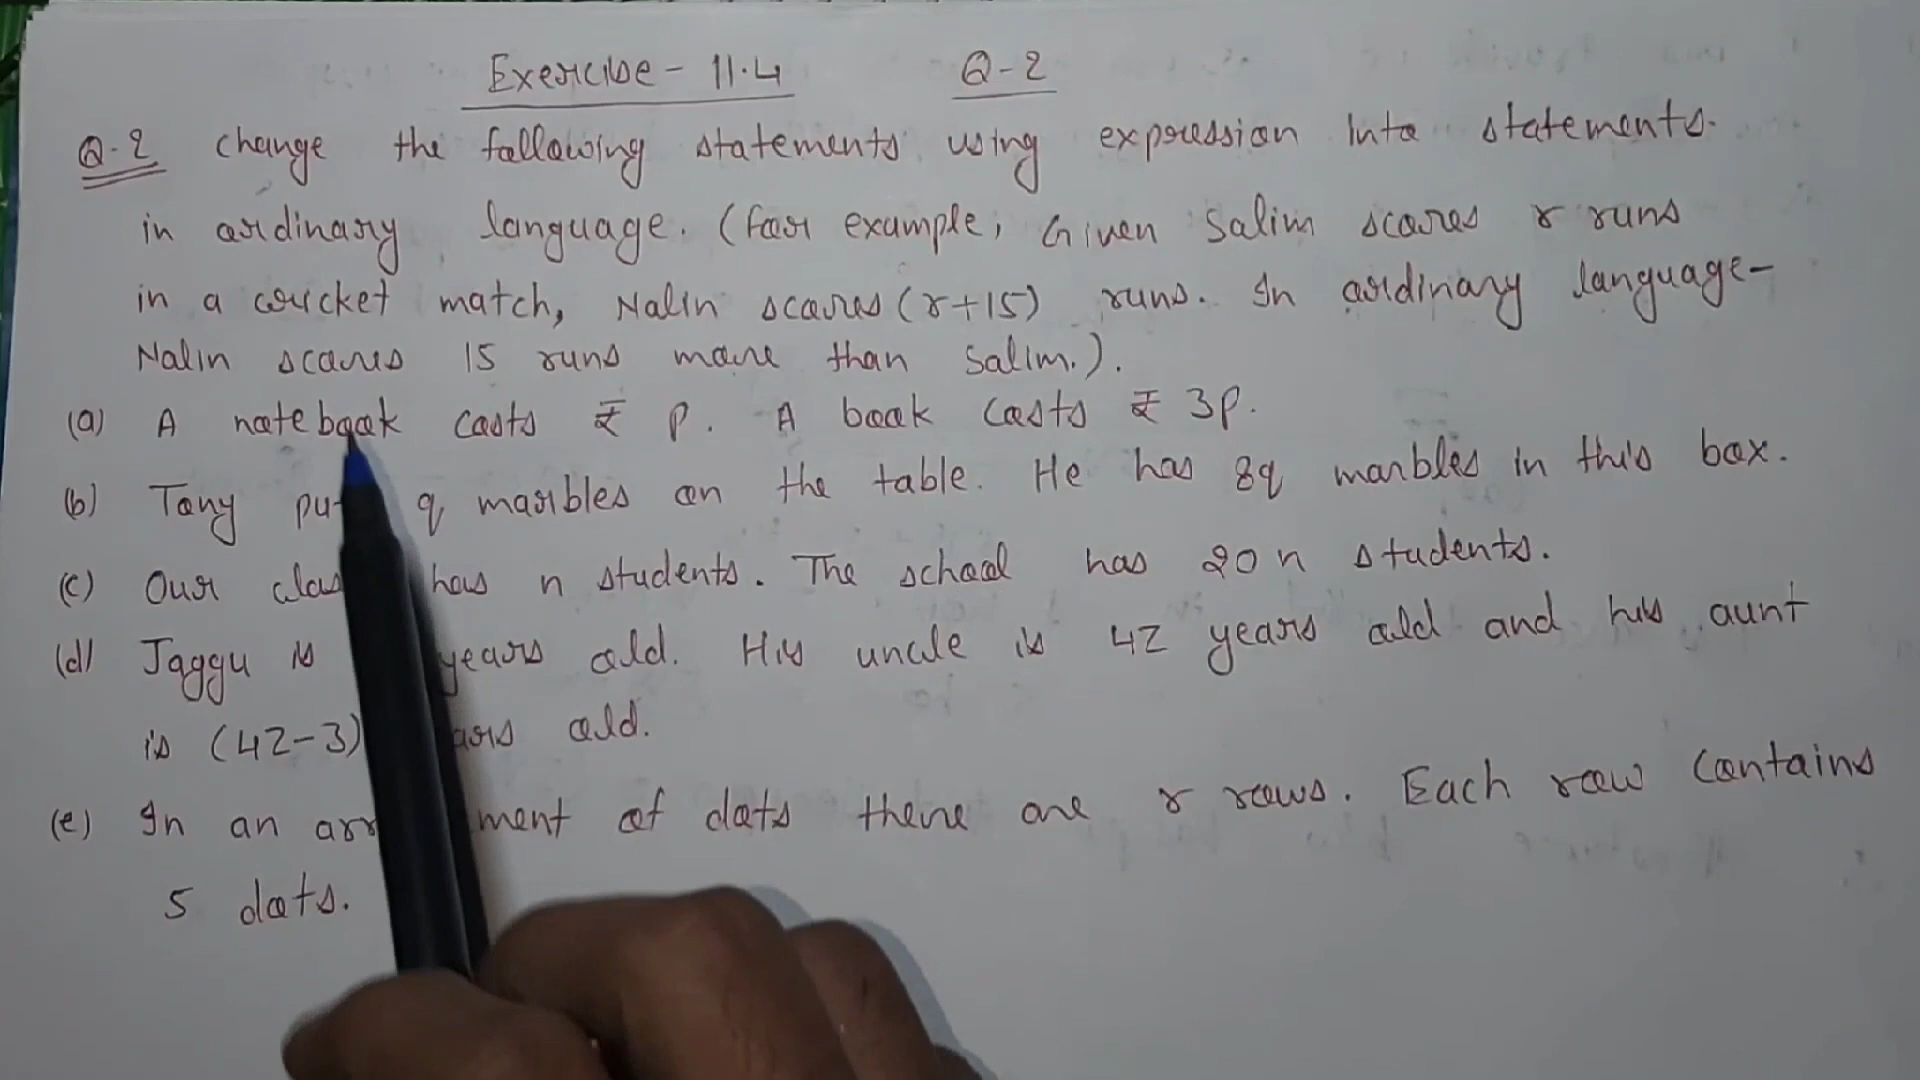 Exercise - 11.4 Q-2
Q-2 change the following statements using expression into statements.
in ordinary language. (for example, Given Salim scores r runs
in a cricket match, Nalin scores (r+15) runs. In ordinary language-
Nalin scores 15 runs more than Salim.).
(a) A notebook costs ₹ p. A book costs ₹ 3p.
(b) Tony q marbles on the table. He has 8q marbles in this box.
(c) Our has n students. The school has 20 n students.
(d) Jaggu is years old. His uncle is 4z years old and his aunt
is (4z-3) old.
(e) In an of dots there are r rows. Each row contains
5 dots.